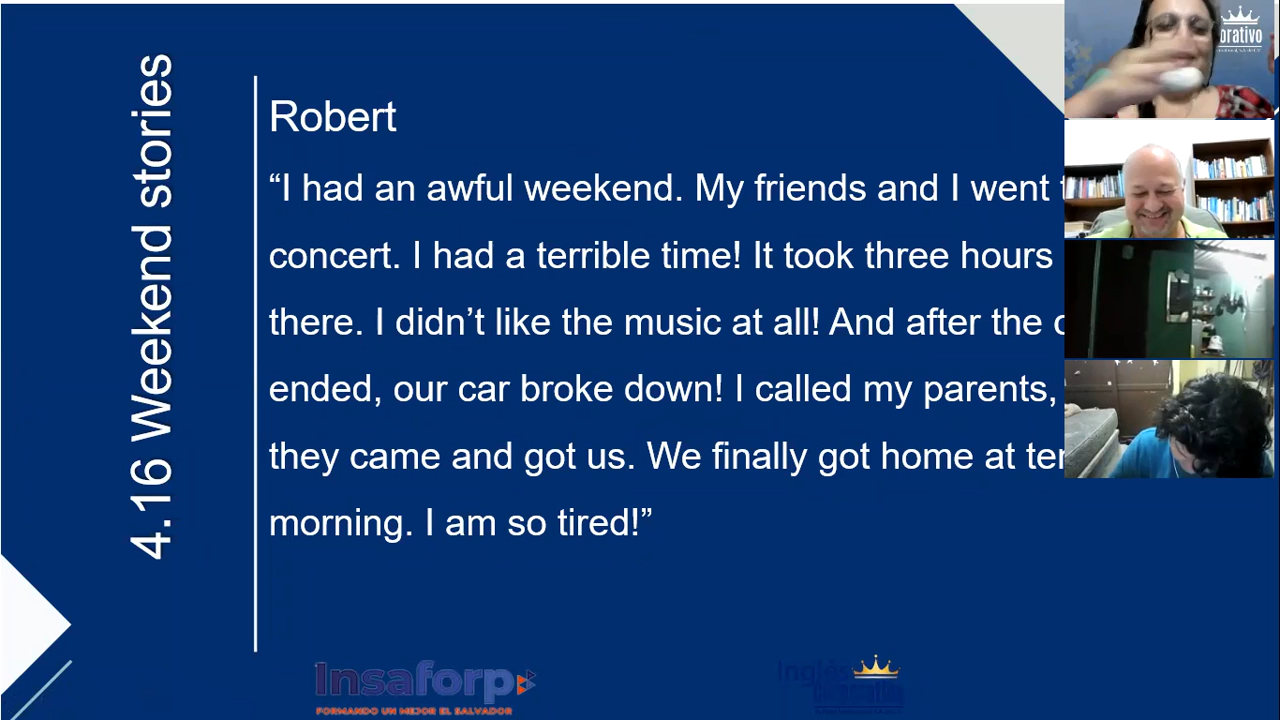 4.16 Weekend stories
Robert
“I had an awful weekend. My friends and I went
concert. I had a terrible time! It took three hours
there. I didn’t like the music at all! And after the
ended, our car broke down! I called my parents,
they came and got us. We finally got home at
morning. I am so tired!”
Insaforp
FORMANDO UN MEJOR EL SALVADOR
Inglés
Corporativo
orativo